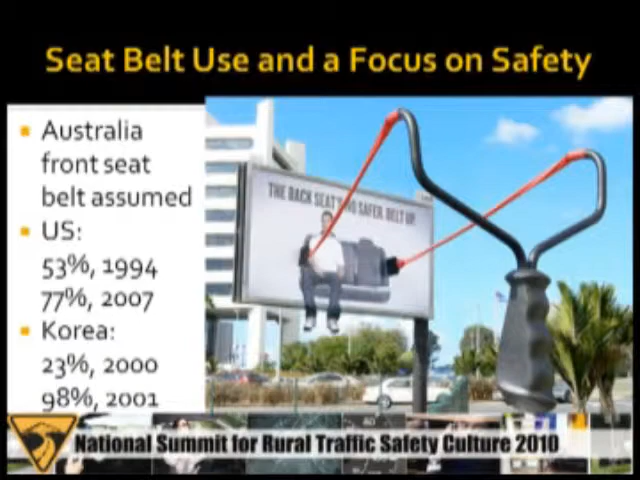 Seat Belt Use and a Focus on Safety
Australia
front seat
belt assumed
US:
53%, 1994
77%, 2007
Korea:
23%, 2000
98%, 2001
THE BACK SEAT'S NO SAFER. BELT UP.
National Summit for Rural Traffic Safety Culture 2010